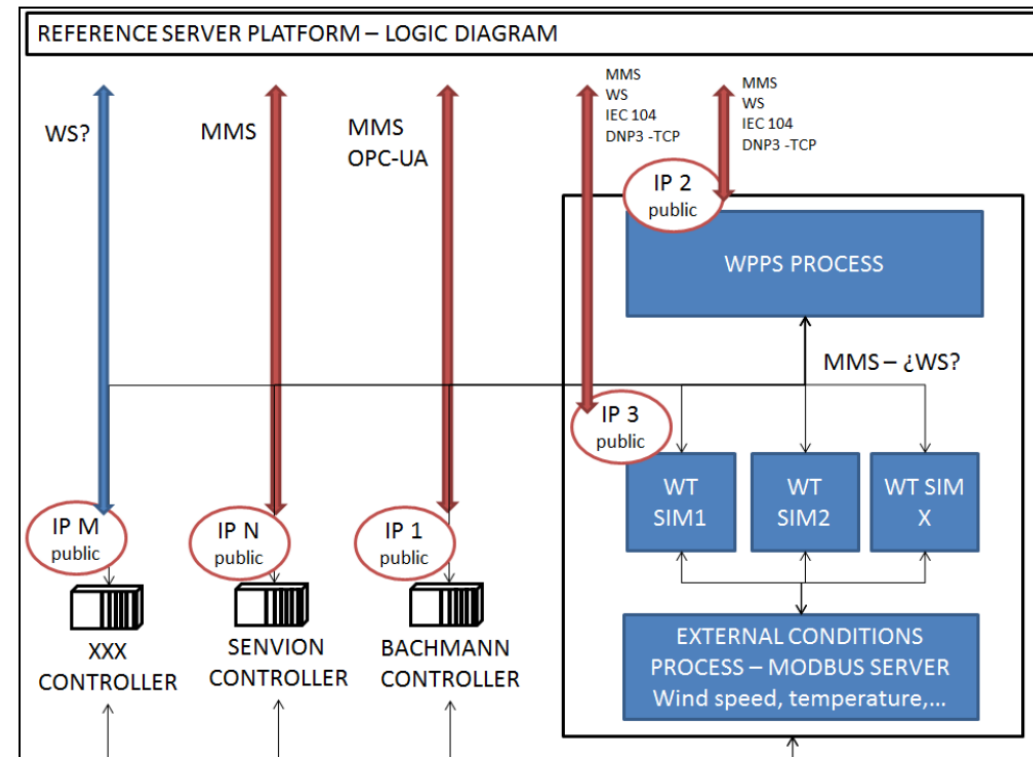 REFERENCE SERVER PLATFORM – LOGIC DIAGRAM
WS?
MMS
MMS
OPC-UA
MMS
WS
IEC 104
DNP3 -TCP
MMS
WS
IEC 104
DNP3 -TCP
IP 2
public
WPPS PROCESS
MMS – ¿WS?
IP 3
public
WT
SIM1
WT
SIM2
WT SIM
X
IP M
public
IP N
public
IP 1
public
XXX
CONTROLLER
SENVION
CONTROLLER
BACHMANN
CONTROLLER
EXTERNAL CONDITIONS
PROCESS – MODBUS SERVER
Wind speed, temperature,...